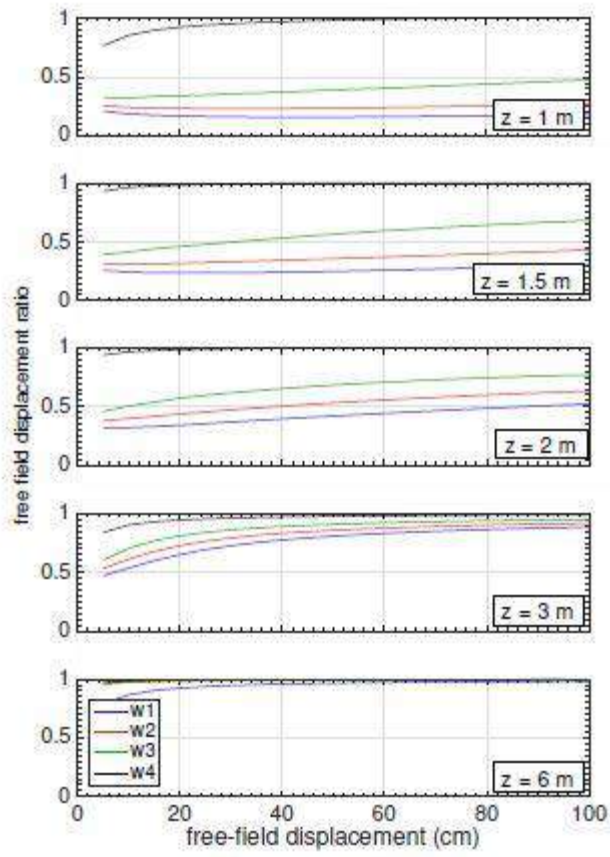 1
0.5
0
z = 1 m
1
0.5
0
z = 1.5 m
free field displacement ratio
1
0.5
0
z = 2 m
1
0.5
0
z = 3 m
1
0.5
0
w1
w2
w3
w4
z = 6 m
0 20 40 60 80 100
free-field displacement (cm)